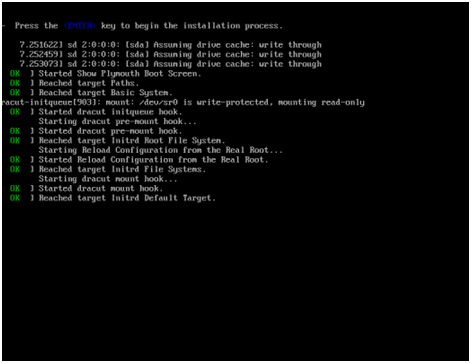 - Press the <ENTER> key to begin the installation process.
7.251622] sd 2:0:0:0: [sda] Assuming drive cache: write through
7.252459] sd 2:0:0:0: [sda] Assuming drive cache: write through
7.253073] sd 2:0:0:0: [sda] Assuming drive cache: write through
OK ] Started Show Plymouth Boot Screen.
OK ] Reached target Paths.
OK ] Reached target Basic System.
racut-initqueue[903]: mount: /dev/sr0 is write-protected, mounting read-only
OK ] Started dracut initqueue hook.
Starting dracut pre-mount hook...
OK ] Started dracut pre-mount hook.
OK ] Reached target Initrd Root File System.
Starting Reload Configuration from the Real Root...
OK ] Started Reload Configuration from the Real Root.
OK ] Reached target Initrd File Systems.
Starting dracut mount hook...
OK ] Started dracut mount hook.
OK ] Reached target Initrd Default Target.